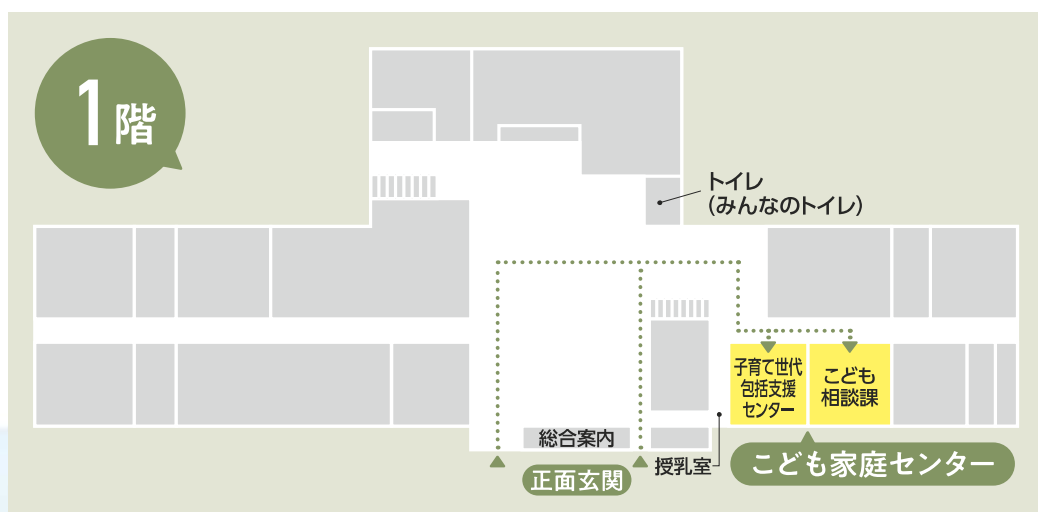 1階
トイレ
(みんなのトイレ)
子育て世代
包括支援
センター
こども
相談課
総合案内
授乳室
正面玄関
こども家庭センター